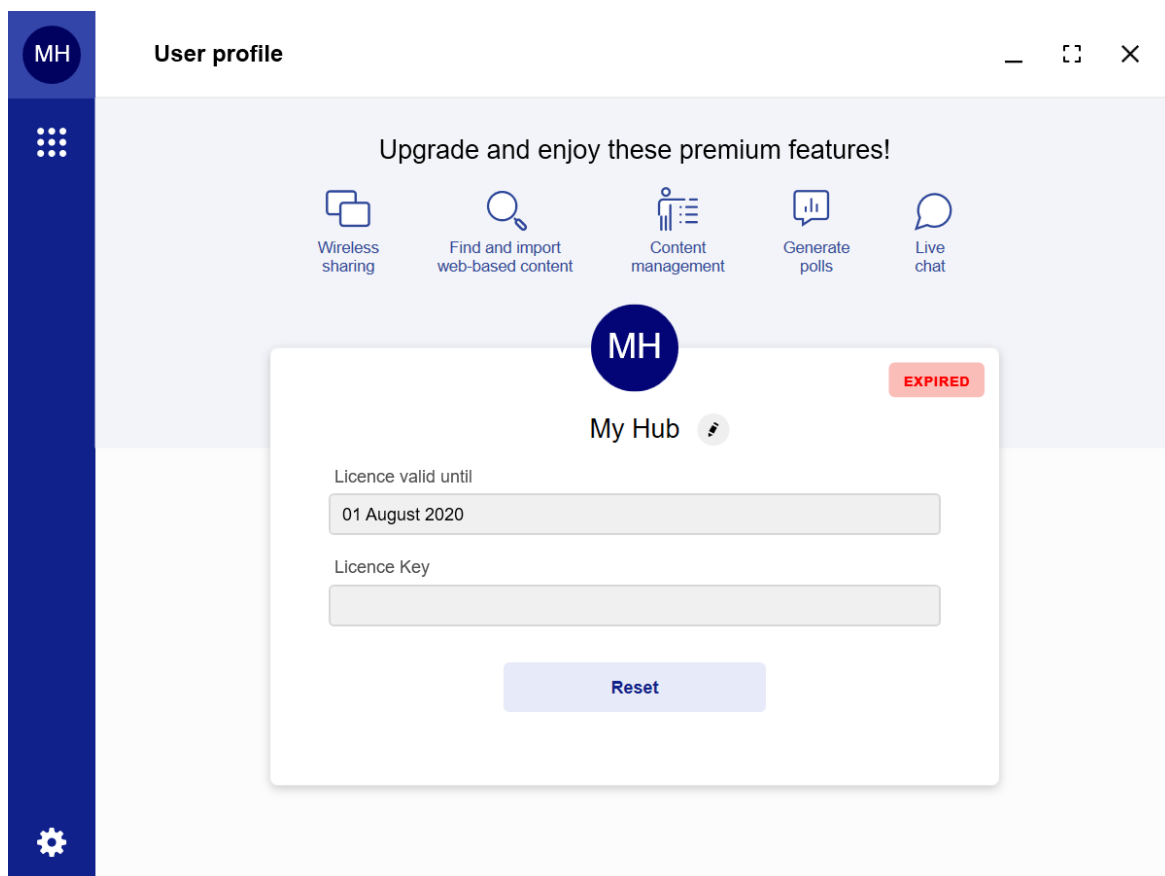 MH
User profile
Upgrade and enjoy these premium features!
Wireless
sharing
Find and import
web-based content
Content
management
Generate
polls
Live
chat
MH
EXPIRED
My Hub
Licence valid until
01 August 2020
Licence Key
Reset